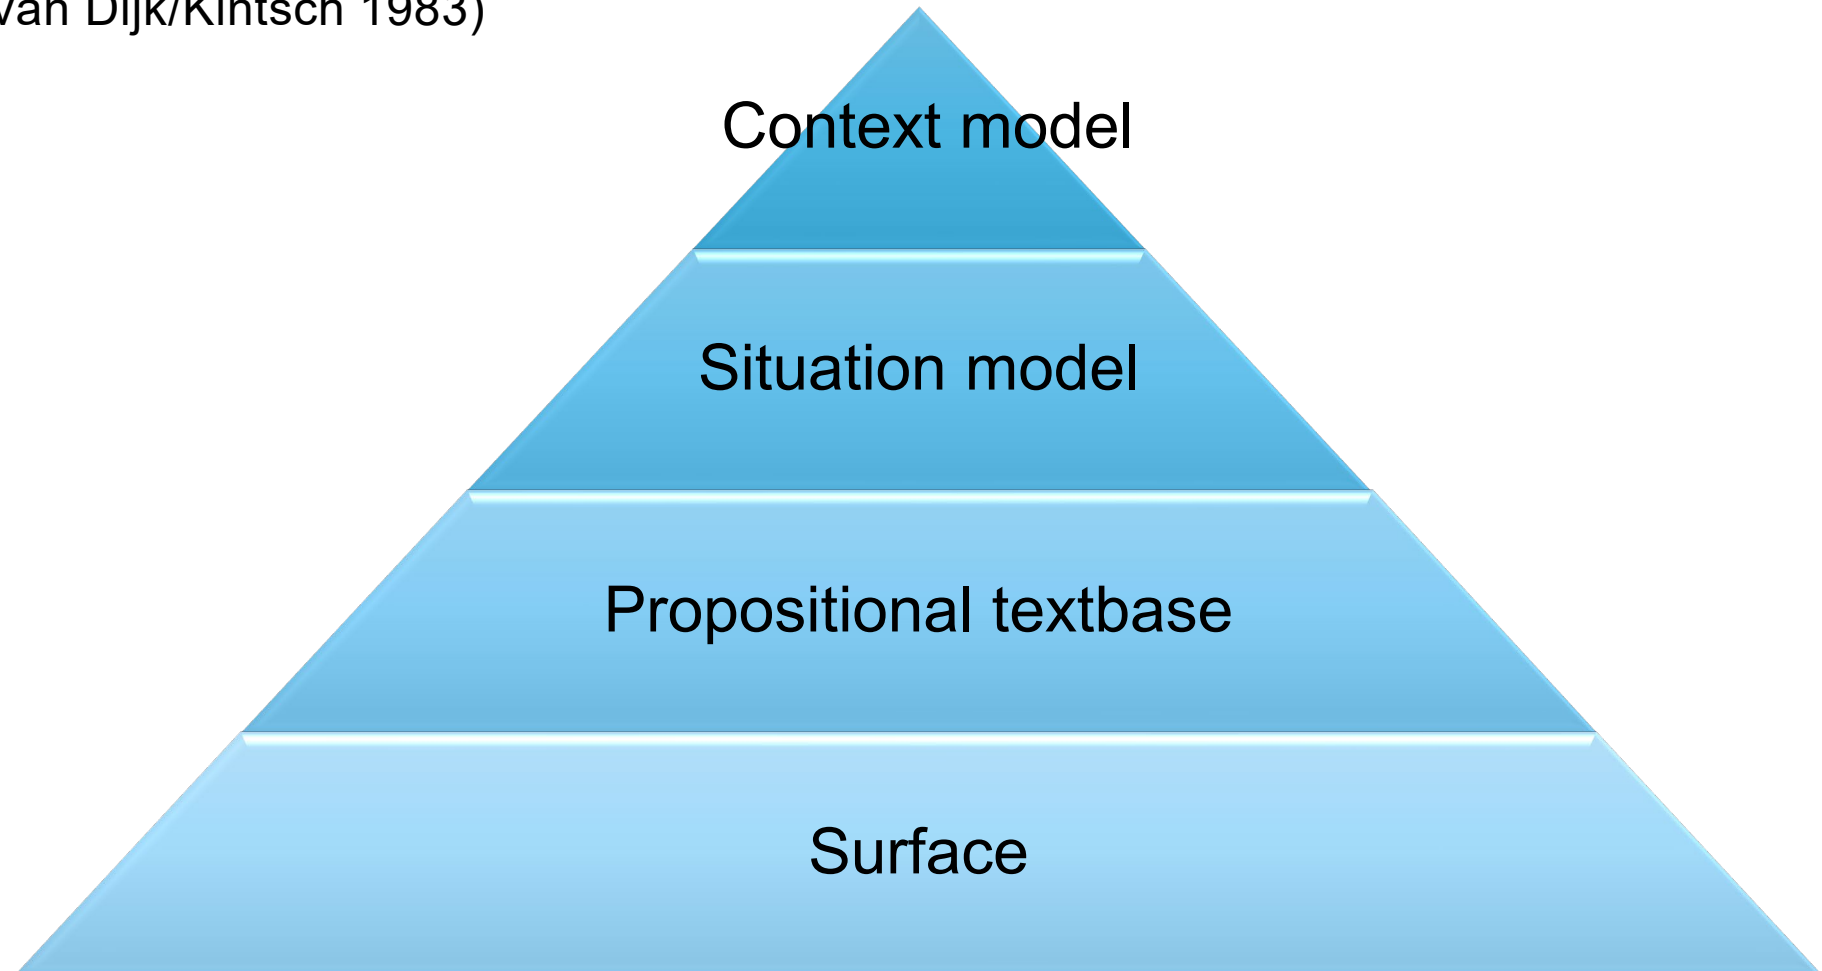 van Dijk/Kintsch 1983)
Context model
Situation model
Propositional textbase
Surface